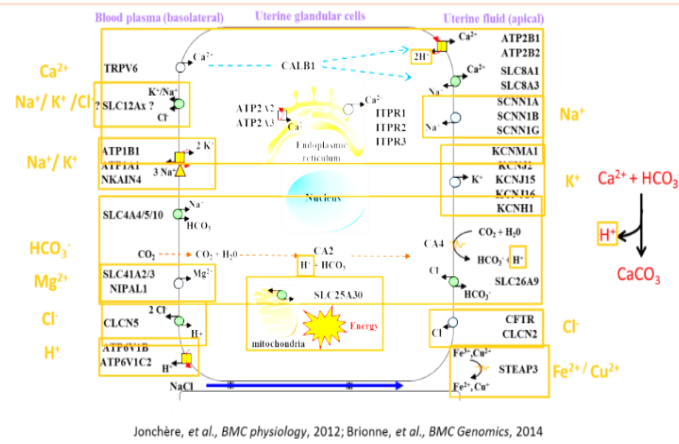 Blood plasma (basolateral) Uterine glandular cells Uterine fluid (apical)
Ca²⁺
TRPV6
Ca²⁺
CALB1
2H⁺
Ca²⁺
ATP2B1
ATP2B2
Ca²⁺
SLC8A1
SLC8A3
Na⁺
Na⁺/ K⁺ /Cl⁻
K⁺/Na⁺
? SLC12Ax ?
Cl⁻
ATP2A2
ATP2A3
Ca²⁺
Ca²⁺
ITPR1
ITPR2
ITPR3
Endoplasmic
reticulum
SCNN1A
SCNN1B
SCNN1G
Na⁺
Na⁺
Na⁺/ K⁺
ATP1B1
ATP1A1
NKAIN4
2 K⁺
3 Na⁺
KCNMA1
KCNJ2
KCNJ15
KCNJ16
KCNH1
K⁺
K⁺
Ca²⁺ + HCO₃⁻
H⁺
CaCO₃
Nucleus
SLC4A4/5/10
Na⁺
HCO₃⁻
HCO₃⁻
CO₂
CO₂ + H₂O
CA2
H⁺ + HCO₃⁻
CA4
CO₂ + H₂0
HCO₃⁻ + H⁺
Mg²⁺
SLC41A2/3
NIPAL1
Mg²⁺
SLC25A30
Energy
mitochondria
Cl⁻
SLC26A9
HCO₃⁻
Cl⁻
2 Cl⁻
CLCN5
H+
CFTR
CLCN2
Cl⁻
Cl⁻
H⁺
ATP6V1B
ATP6V1C2
H⁺
Fe³⁺,Cu²⁺
STEAP3
Fe²⁺, Cu⁺
Fe²⁺/ Cu²⁺
NaCl
Jonchère, et al., BMC physiology, 2012; Brionne, et al., BMC Genomics, 2014